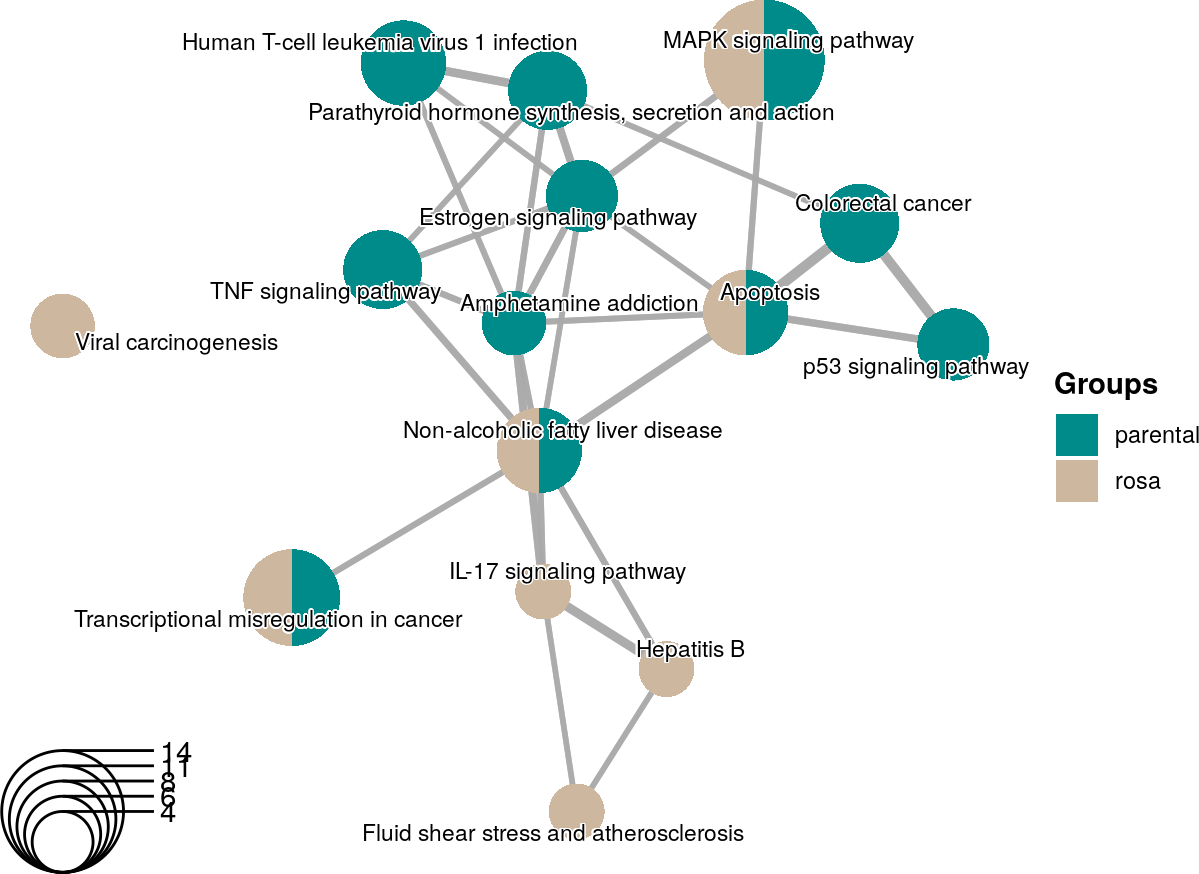 Human T-cell leukemia virus 1 infection
MAPK signaling pathway
Parathyroid hormone synthesis, secretion and action
Colorectal cancer
Estrogen signaling pathway
TNF signaling pathway
Amphetamine addiction
Apoptosis
Viral carcinogenesis
p53 signaling pathway
Groups
parental
rosa
Non-alcoholic fatty liver disease
IL-17 signaling pathway
Transcriptional misregulation in cancer
Hepatitis B
14
11
8
6
4
Fluid shear stress and atherosclerosis